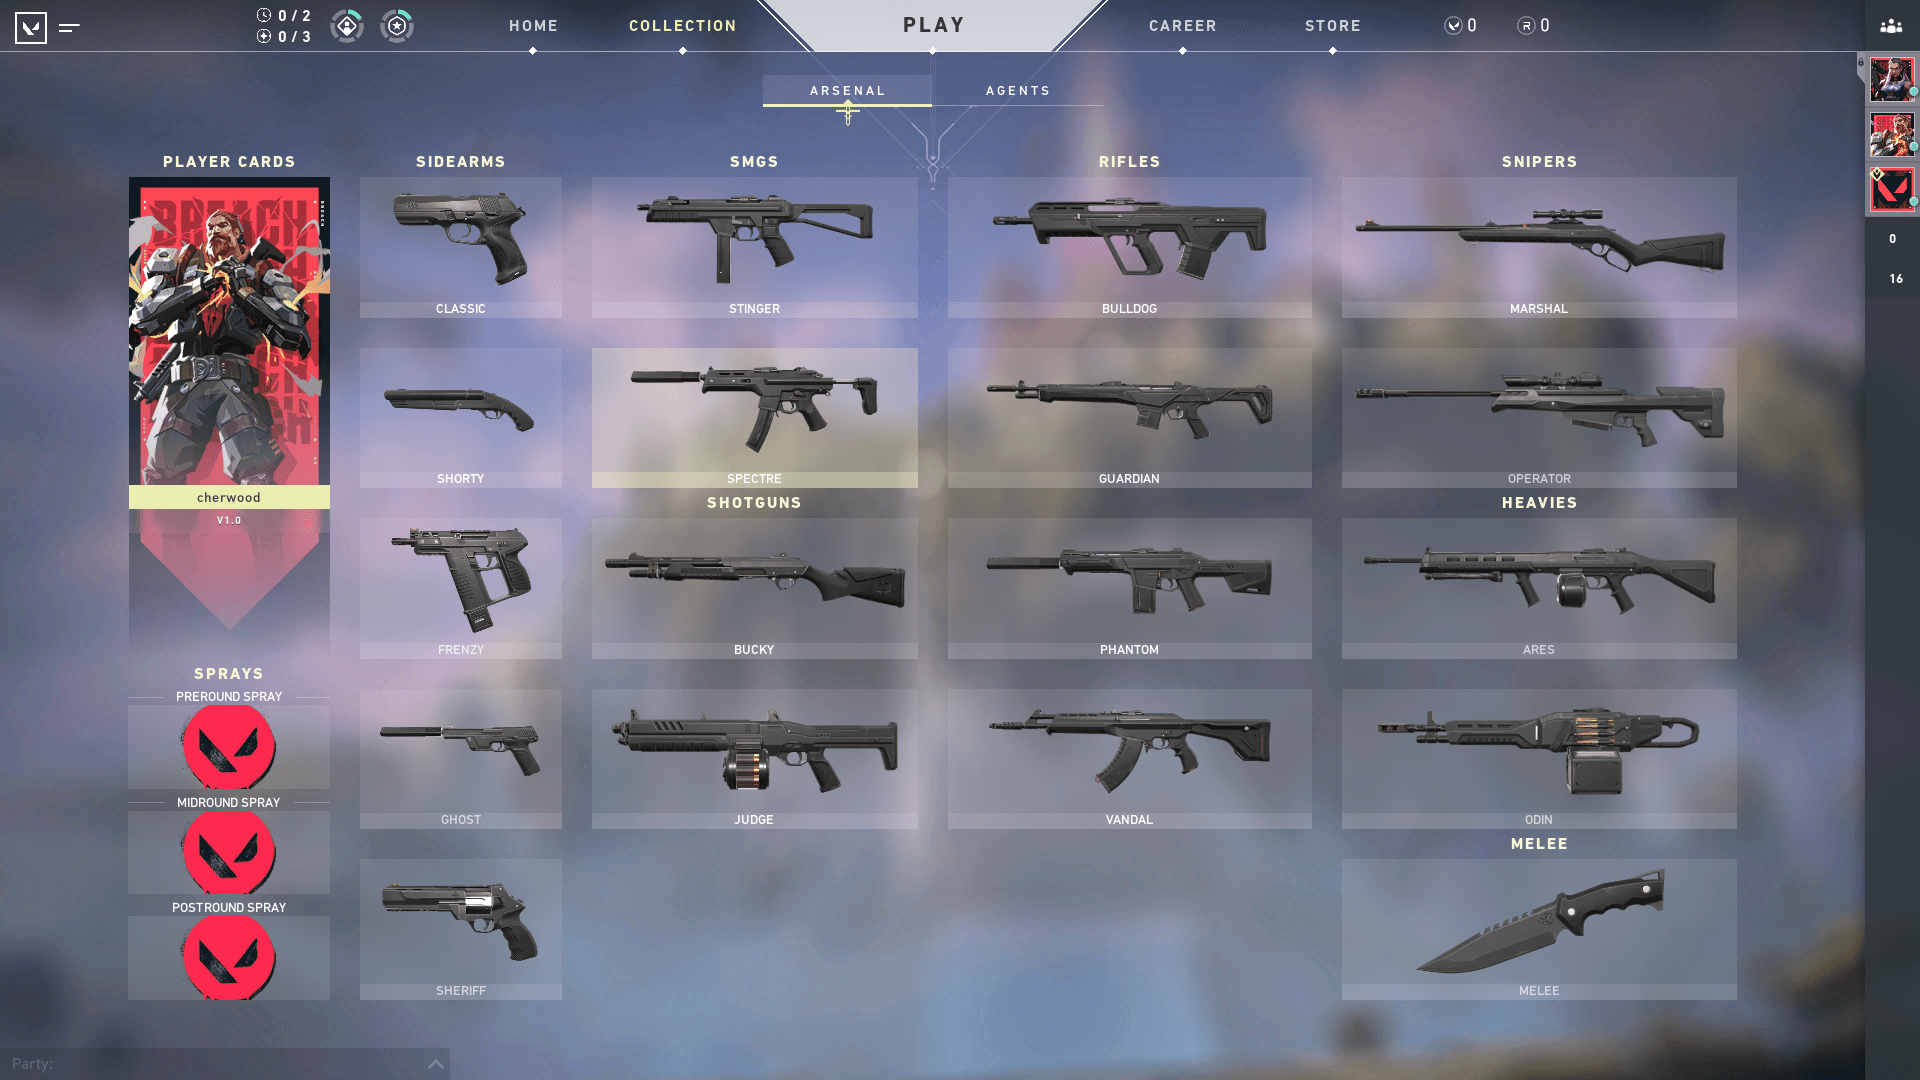 0 / 2
0 / 3
HOME
COLLECTION
PLAY
CAREER
STORE
0
R 0
ARSENAL
AGENTS
PLAYER CARDS
SIDEARMS
SMGS
RIFLES
SNIPERS
BREACH
BREACH
cherwood
V1.0
CLASSIC
STINGER
BULLDOG
MARSHAL
SHORTY
SPECTRE
GUARDIAN
OPERATOR
SHOTGUNS
HEAVIES
FRENZY
BUCKY
PHANTOM
ARES
SPRAYS
PREROUND SPRAY
MIDROUND SPRAY
POSTROUND SPRAY
GHOST
JUDGE
VANDAL
ODIN
MELEE
SHERIFF
MELEE
0
16
Party: